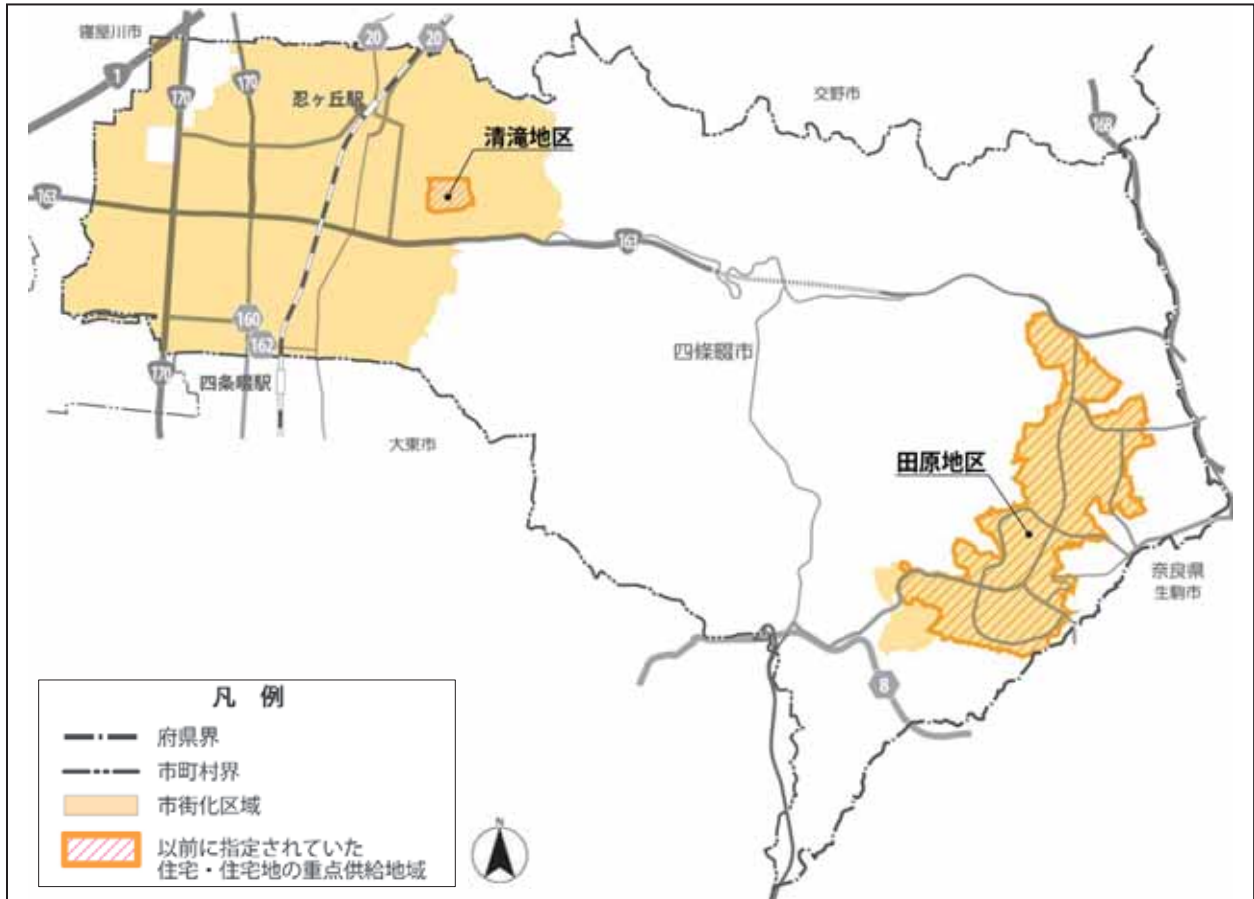 寝屋川市
20
20
1
170
170
忍ヶ丘駅
交野市
168
清滝地区
163
163
160
162
四條畷市
170
四条畷駅
大東市
田原地区
奈良県
生駒市
8
凡 例
府県界
市町村界
市街化区域
以前に指定されていた
住宅・住宅地の重点供給地域
N